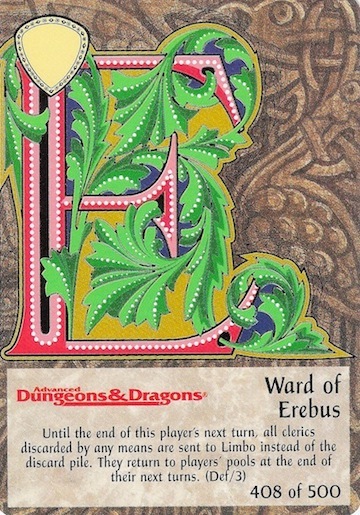 E
Advanced
Dungeons & Dragons®
Ward of
Erebus
Until the end of this player's next turn, all clerics
discarded by any means are sent to Limbo instead of the
discard pile. They return to players' pools at the end of
their next turns. (Def/3)
408 of 500